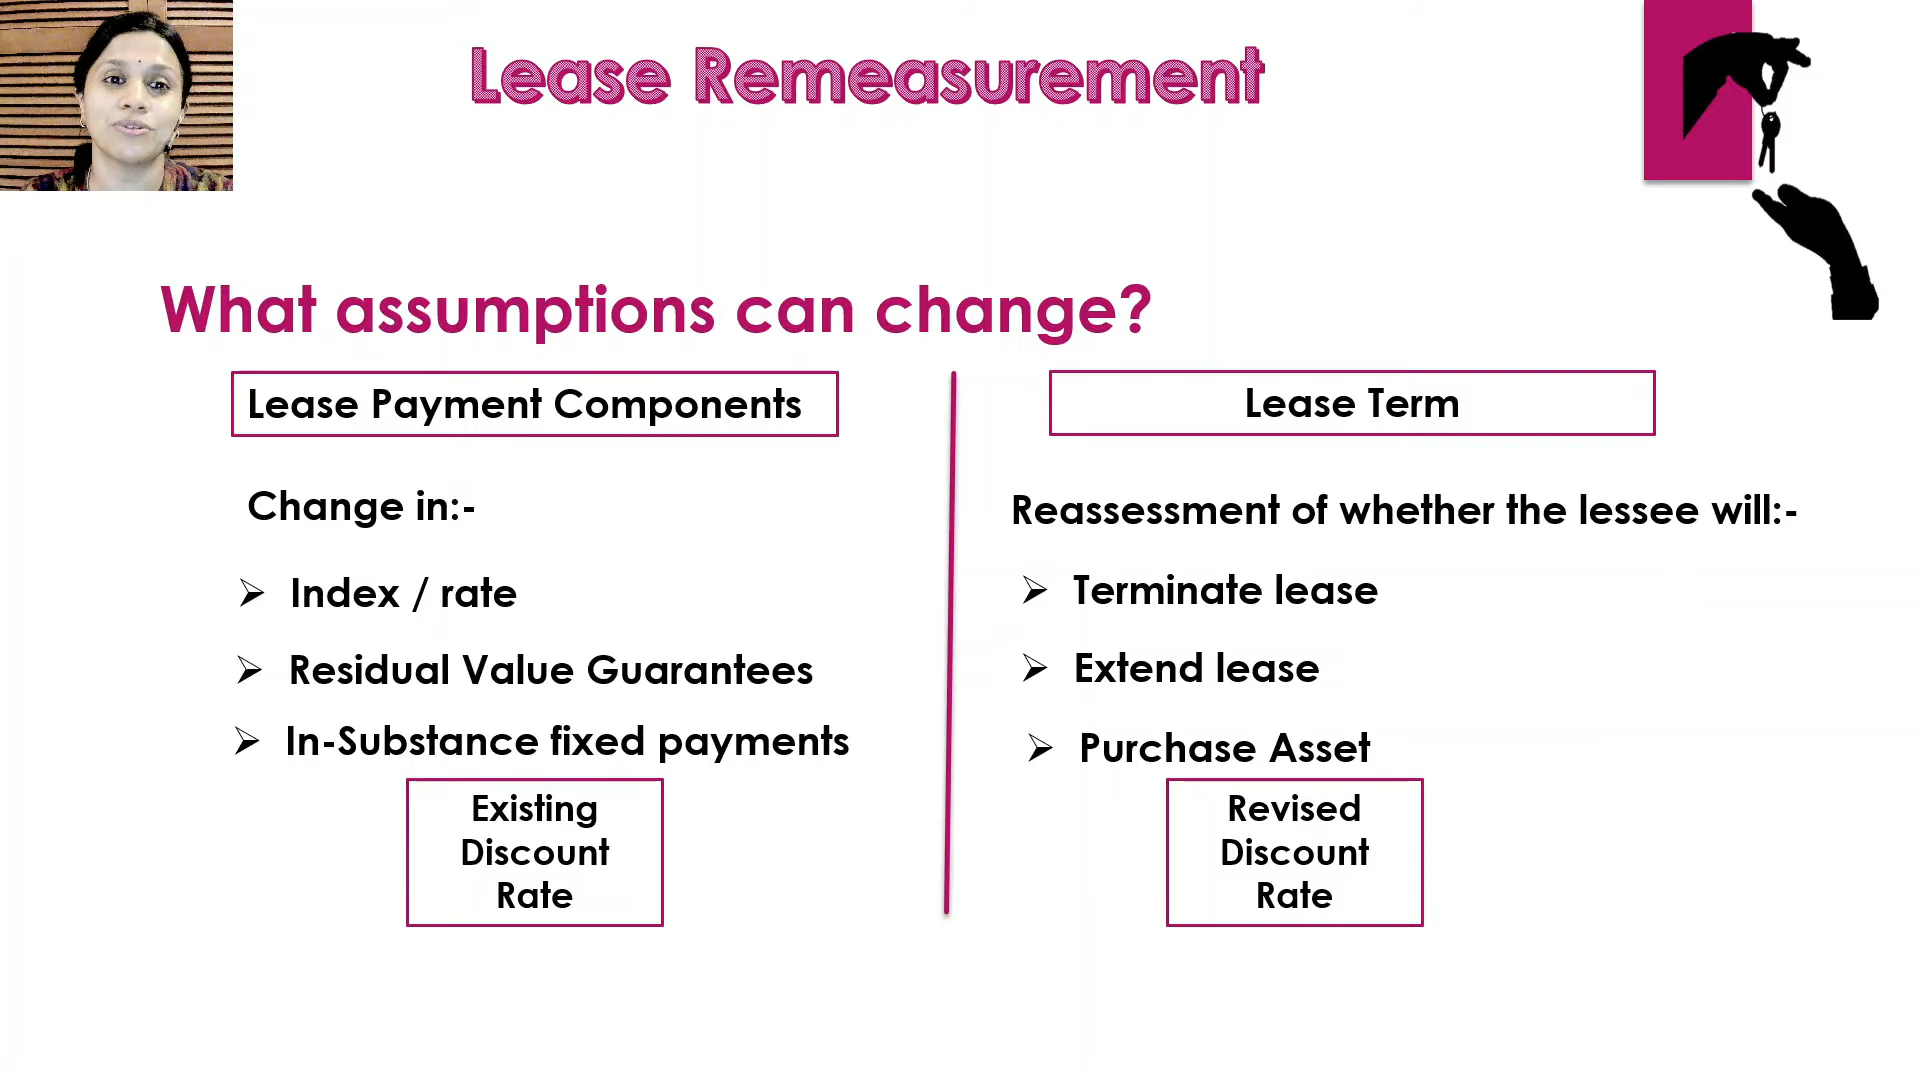 Lease Remeasurement
What assumptions can change?
Lease Payment Components
Change in:-
Index / rate
Residual Value Guarantees
In-Substance fixed payments
Existing
Discount
Rate
Lease Term
Reassessment of whether the lessee will:-
Terminate lease
Extend lease
Purchase Asset
Revised
Discount
Rate